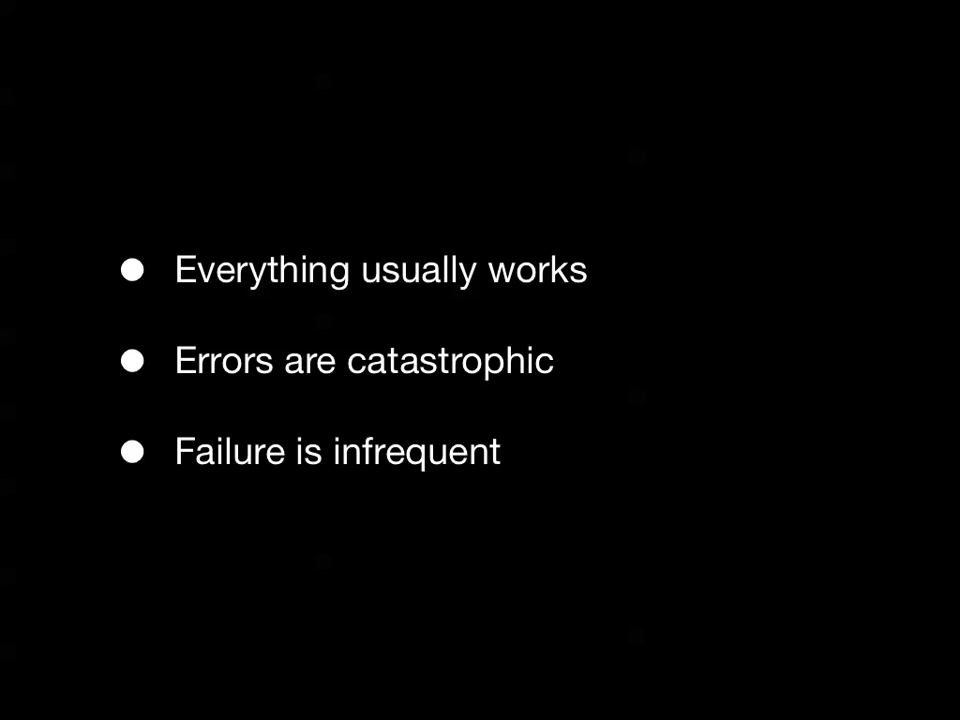 ● Everything usually works
● Errors are catastrophic
● Failure is infrequent